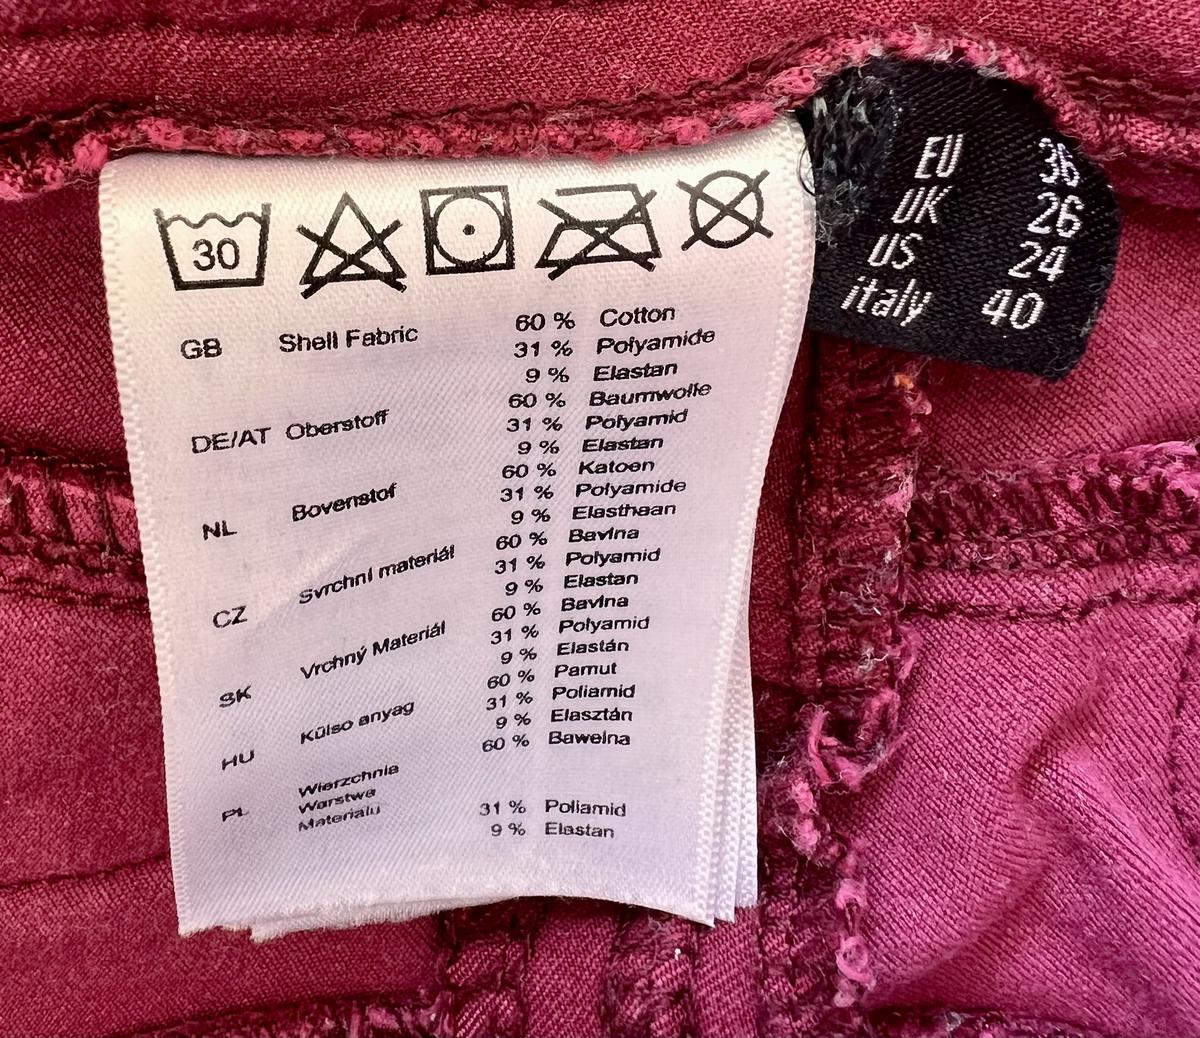 30
GB Shell Fabric 60 % Cotton
31 % Polyamide
9 % Elastan
DE/AT Oberstoff 60 % Baumwolle
31 % Polyamid
9 % Elastan
NL Bovenstof 60 % Katoen
31 % Polyamide
9 % Elasthaan
CZ Svrchní materiál 60 % Bavlna
31 % Polyamid
9 % Elastan
SK Vrchný Materiál 60 % Bavlna
31 % Polyamid
9 % Elastán
HU Külso anyag 60 % Pamut
31 % Poliamid
9 % Elasztán
PL Wierzchnia 60 % Bawelna
Warstwa
Materialu 31 % Poliamid
9 % Elastan
EU 36
UK 26
US 24
italy 40